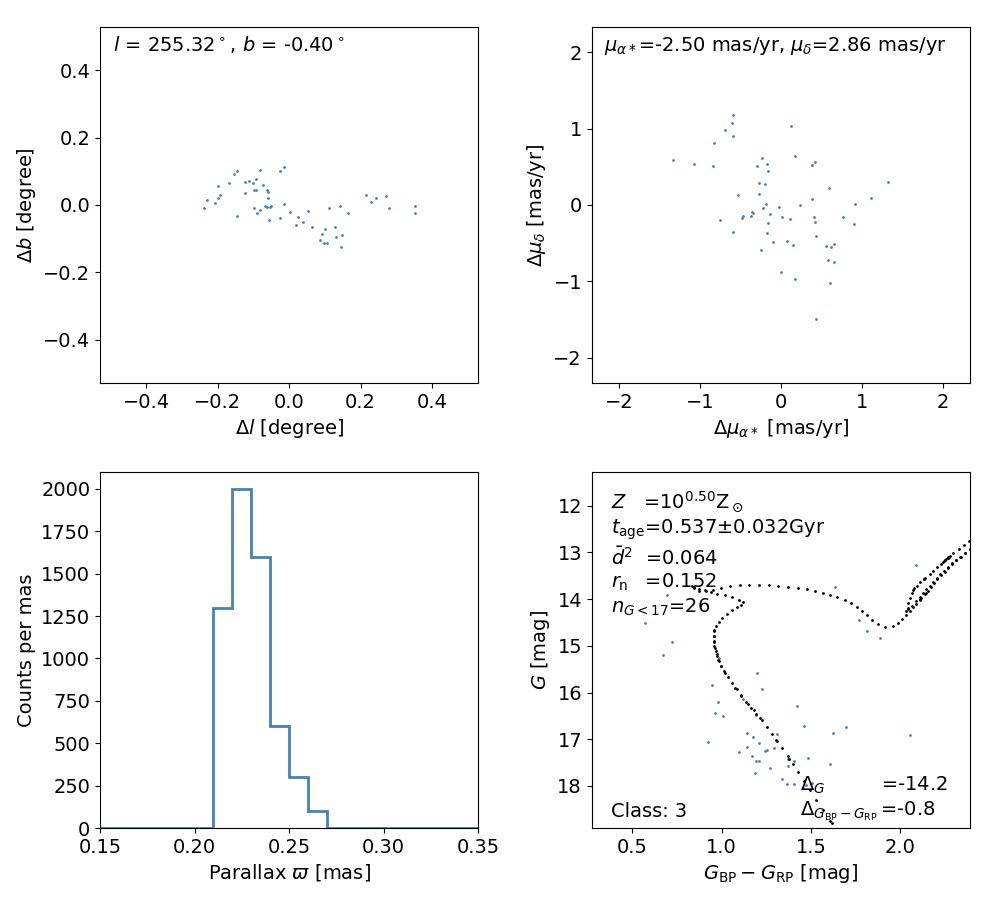 l = 255.32°, b = -0.40°
0.4
0.2
0.0
−0.2
−0.4
Δb [degree]
−0.4 −0.2 0.0 0.2 0.4
Δl [degree]
μα*=-2.50 mas/yr, μδ=2.86 mas/yr
2
1
0
−1
−2
Δμδ [mas/yr]
−2 −1 0 1 2
Δμα* [mas/yr]
2000
1750
1500
1250
1000
750
500
250
0
Counts per mas
0.15 0.20 0.25 0.30 0.35
Parallax ϖ [mas]
Z =10^0.50 Z⊙
t_age=0.537±0.032Gyr
d̄² =0.064
r_n =0.152
n_G<17=26
12
13
14
15
16
17
18
G [mag]
Δ_G =-14.2
Class: 3 Δ_GBP−GRP =-0.8
0.5 1.0 1.5 2.0
G_BP − G_RP [mag]